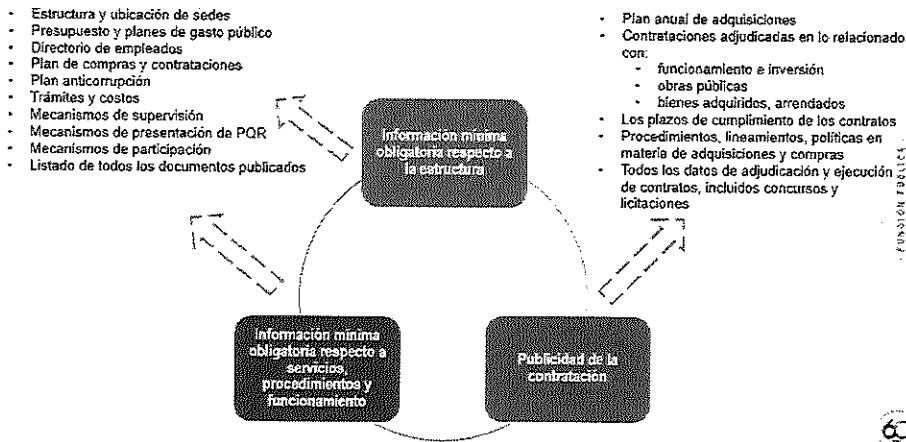 - Estructura y ubicación de sedes
- Presupuesto y planes de gasto público
- Directorio de empleados
- Plan de compras y contrataciones
- Plan anticorrupción
- Trámites y costos
- Mecanismos de supervisión
- Mecanismos de presentación de PQR
- Mecanismos de participación
- Listado de todos los documentos publicados
- Plan anual de adquisiciones
- Contrataciones adjudicadas en lo relacionado
con:
- funcionamiento e inversión
- obras públicas
- bienes adquiridos, arrendados
- Los plazos de cumplimiento de los contratos
- Procedimientos, lineamientos, políticas en
materia de adquisiciones y compras
- Todos los datos de adjudicación y ejecución
de contratos, incluidos concursos y
licitaciones
Información mínima
obligatoria respecto a
la estructura
Información mínima
obligatoria respecto a
servicios,
procedimientos y
funcionamiento
Publicidad de la
contratación
- FUNCIÓN PÚBLICA -
60